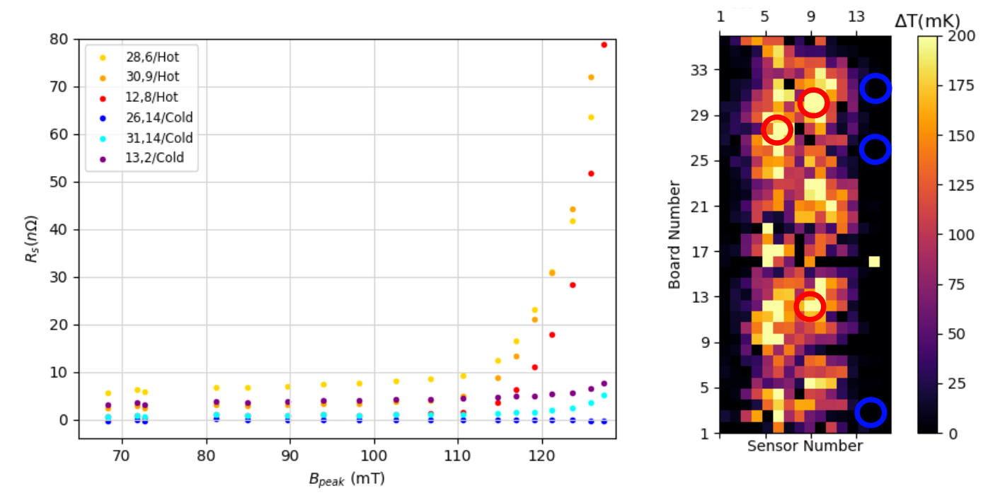 80
70
60
50
40
30
20
10
0
70
80
90
100
110
120
R_s(nΩ)
B_peak (mT)
28,6/Hot
30,9/Hot
12,8/Hot
26,14/Cold
31,14/Cold
13,2/Cold
1 5 9 13
33
29
25
21
17
13
9
5
1
Board Number
Sensor Number
ΔT(mK)
200
175
150
125
100
75
50
25
0